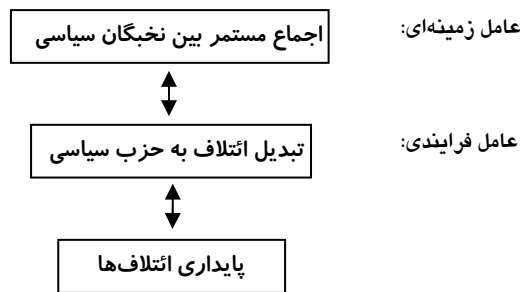 عامل زمینه‌ای:
اجماع مستمر بین نخبگان سیاسی
عامل فرایندی:
تبدیل ائتلاف به حزب سیاسی
پایداری ائتلاف‌ها